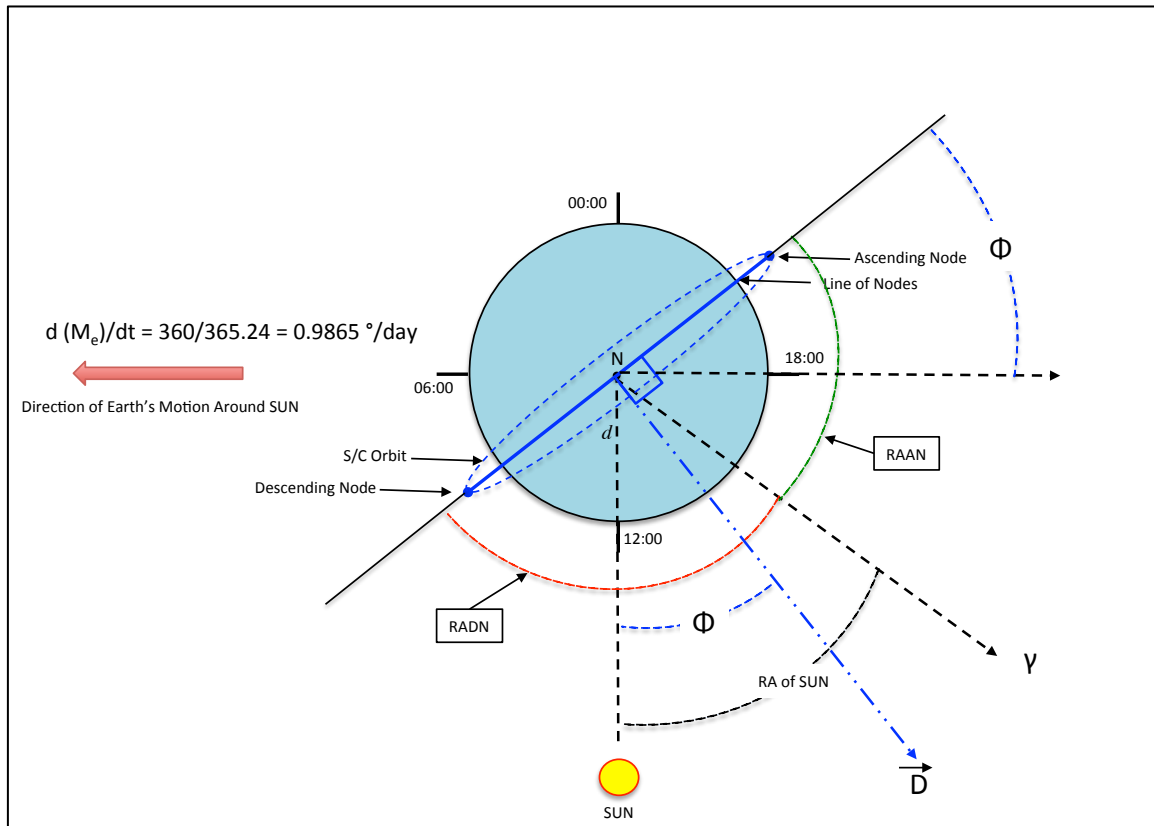 00:00
Φ
Ascending Node
Line of Nodes
d (Mₑ)/dt = 360/365.24 = 0.9865 °/day
N
18:00
06:00
Direction of Earth's Motion Around SUN
d
S/C Orbit
RAAN
Descending Node
12:00
RADN
Φ
γ
RA of SUN
D
SUN